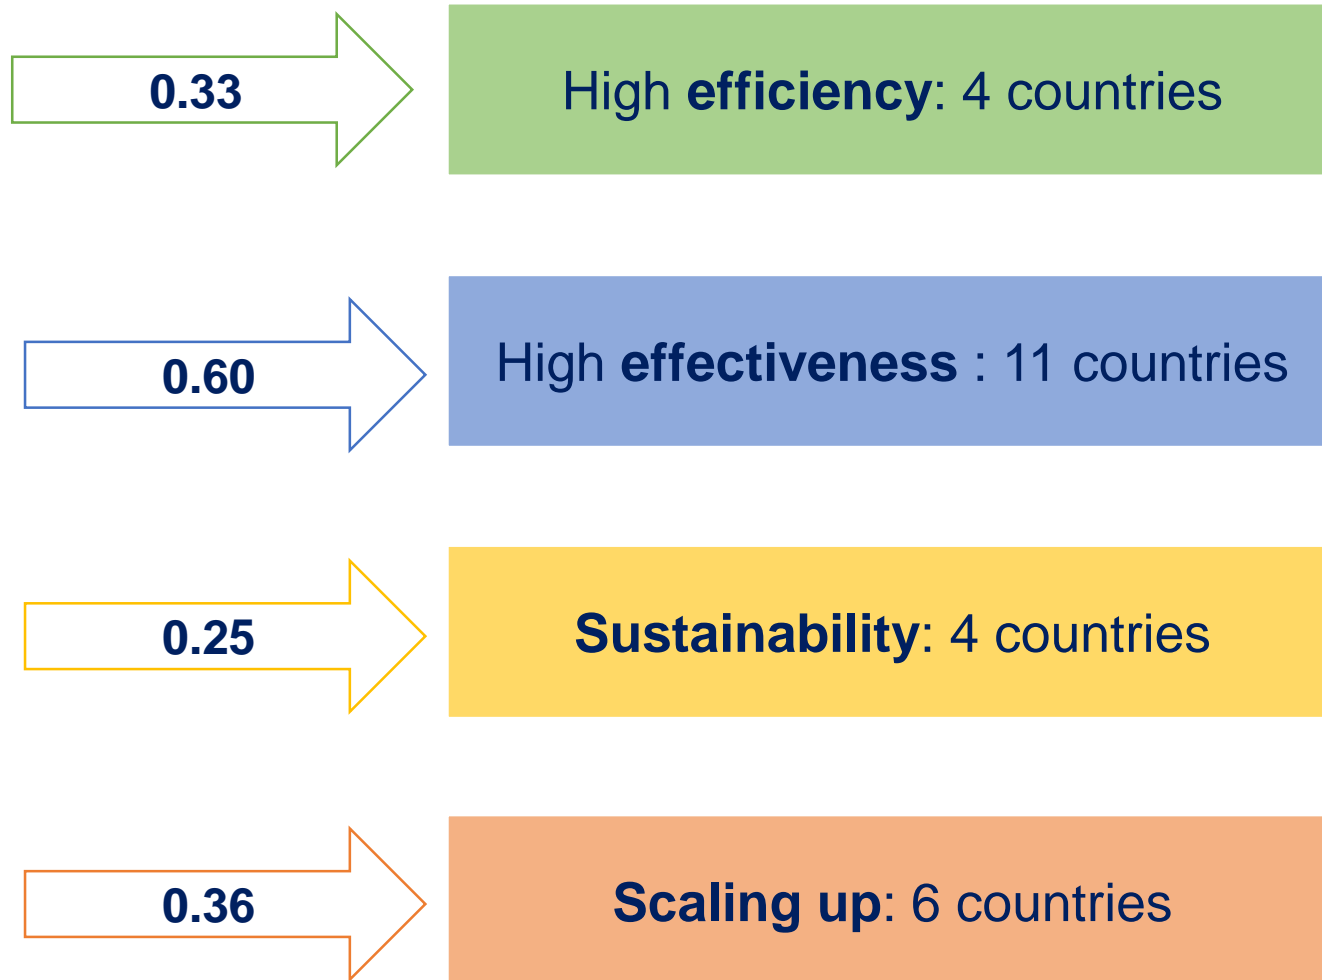 0.33
High efficiency: 4 countries
0.60
High effectiveness : 11 countries
0.25
Sustainability: 4 countries
0.36
Scaling up: 6 countries